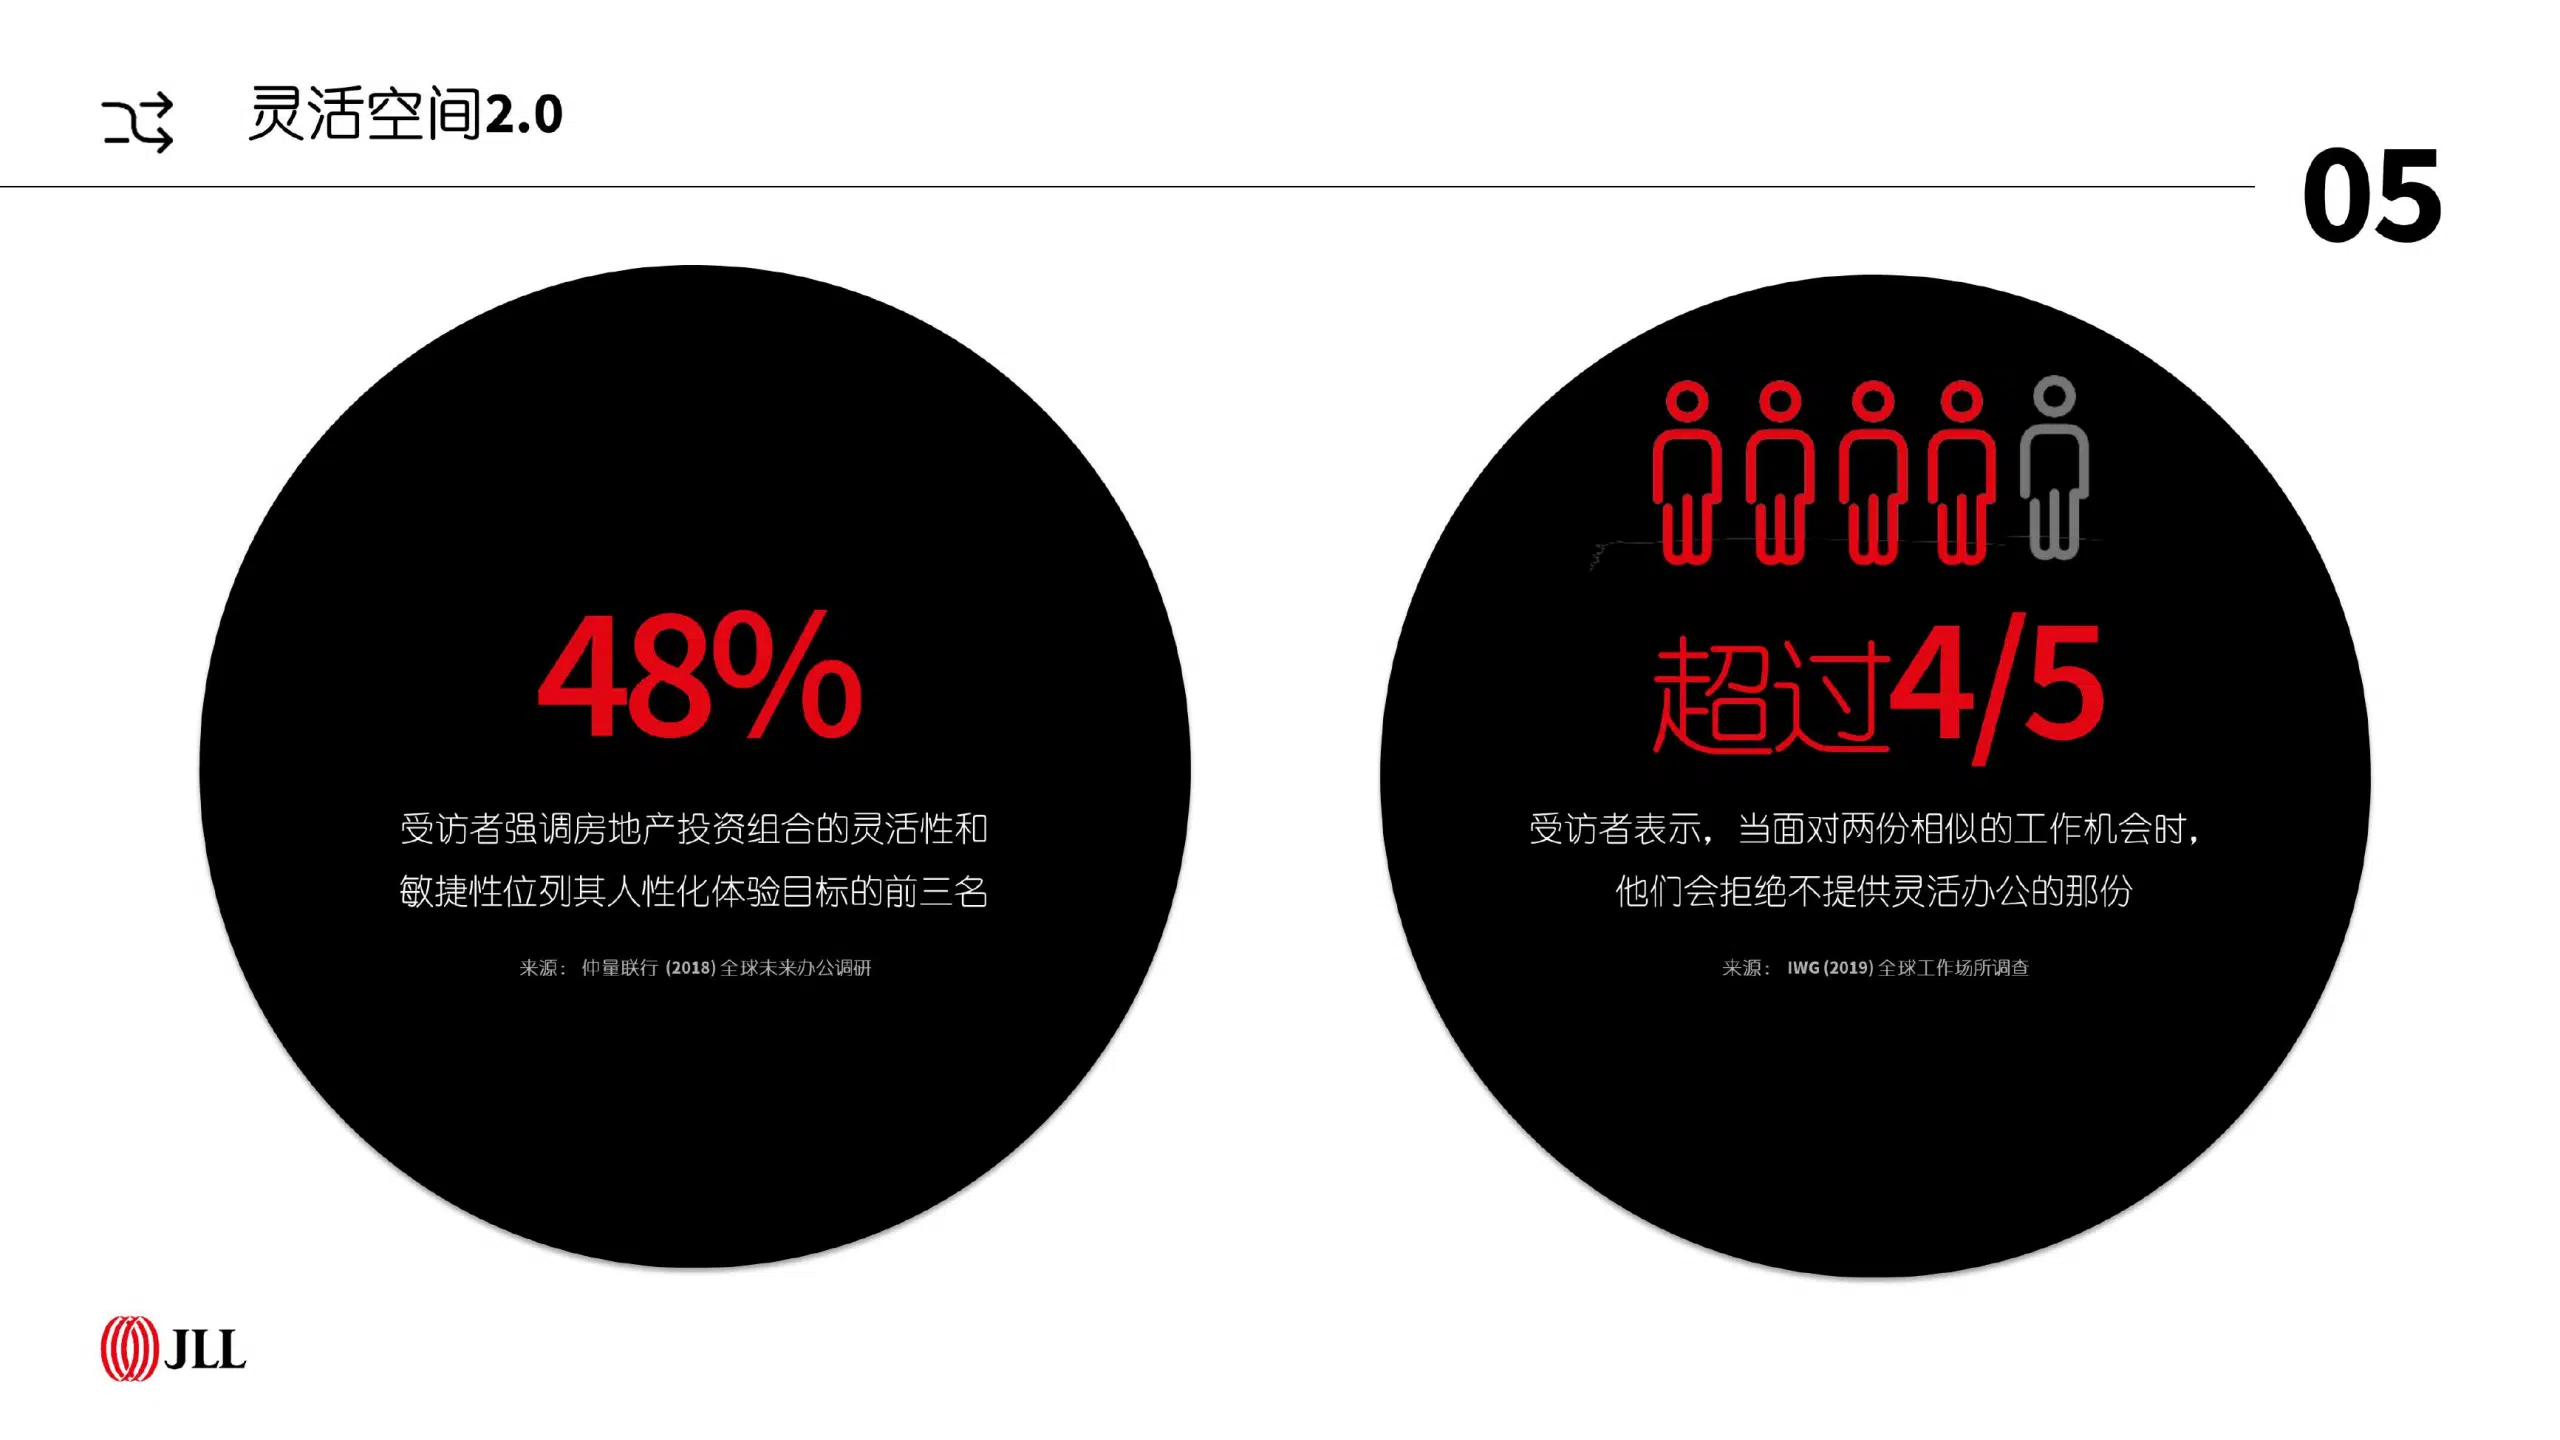 灵活空间2.0
05
48%
受访者强调房地产投资组合的灵活性和
敏捷性位列其人性化体验目标的前三名
来源： 仲量联行 (2018) 全球未来办公调研
超过4/5
受访者表示，当面对两份相似的工作机会时，
他们会拒绝不提供灵活办公的那份
来源： IWG (2019) 全球工作场所调查
JLL